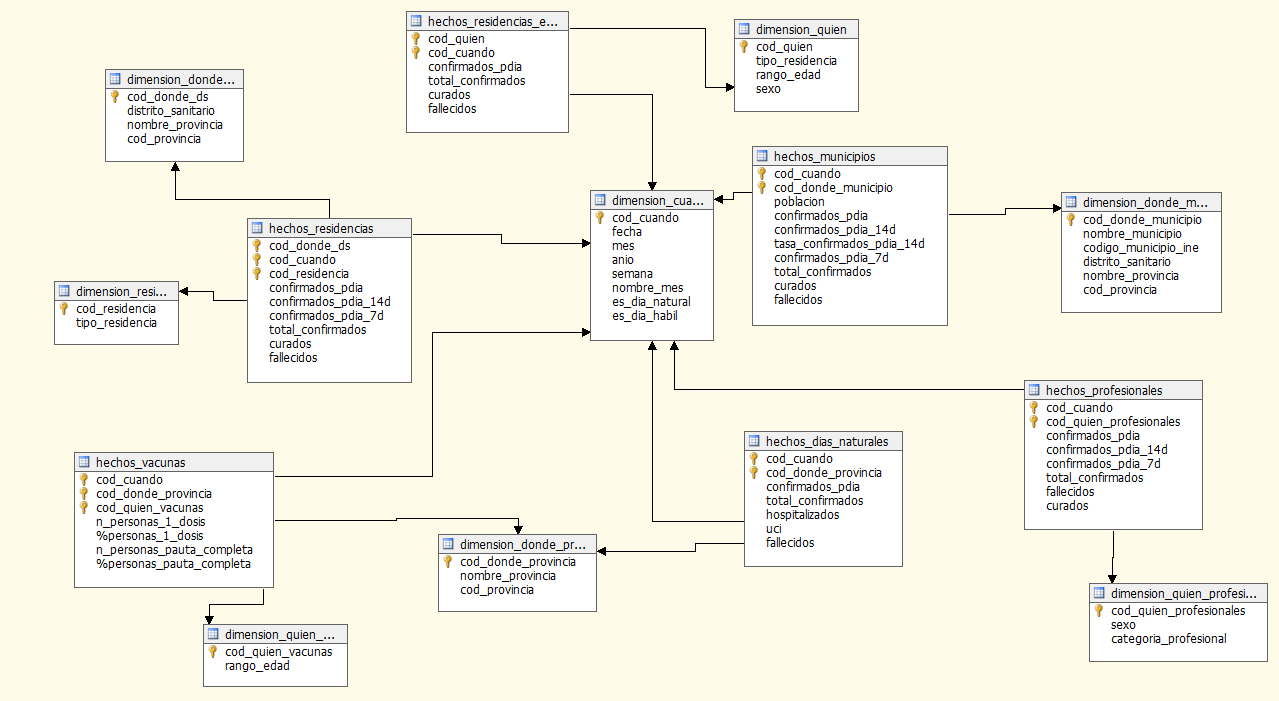 hechos_residencias_e...
cod_quien
cod_cuando
confirmados_pdia
total_confirmados
curados
fallecidos
dimension_quien
cod_quien
tipo_residencia
rango_edad
sexo
dimension_donde...
cod_donde_ds
distrito_sanitario
nombre_provincia
cod_provincia
hechos_municipios
cod_cuando
cod_donde_municipio
poblacion
confirmados_pdia
confirmados_pdia_14d
tasa_confirmados_pdia_14d
confirmados_pdia_7d
total_confirmados
curados
fallecidos
dimension_cua...
cod_cuando
fecha
mes
anio
semana
nombre_mes
es_dia_natural
es_dia_habil
dimension_donde_m...
cod_donde_municipio
nombre_municipio
codigo_municipio_ine
distrito_sanitario
nombre_provincia
cod_provincia
hechos_residencias
cod_donde_ds
cod_cuando
cod_residencia
confirmados_pdia
confirmados_pdia_14d
confirmados_pdia_7d
total_confirmados
curados
fallecidos
dimension_resi...
cod_residencia
tipo_residencia
hechos_profesionales
cod_cuando
cod_quien_profesionales
confirmados_pdia
confirmados_pdia_14d
confirmados_pdia_7d
total_confirmados
fallecidos
curados
hechos_dias_naturales
cod_cuando
cod_donde_provincia
confirmados_pdia
total_confirmados
hospitalizados
uci
fallecidos
hechos_vacunas
cod_cuando
cod_donde_provincia
cod_quien_vacunas
n_personas_1_dosis
%personas_1_dosis
n_personas_pauta_completa
%personas_pauta_completa
dimension_donde_pr...
cod_donde_provincia
nombre_provincia
cod_provincia
dimension_quien_profesi...
cod_quien_profesionales
sexo
categoria_profesional
dimension_quien_...
cod_quien_vacunas
rango_edad